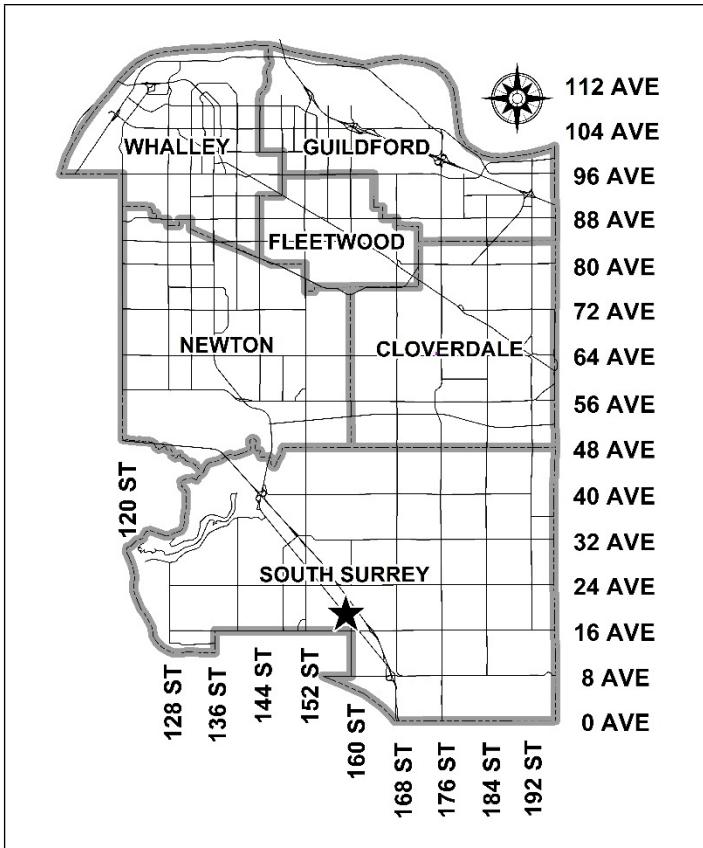 112 AVE
104 AVE
WHALLEY
GUILDFORD
96 AVE
88 AVE
FLEETWOOD
80 AVE
72 AVE
NEWTON
CLOVERDALE
64 AVE
56 AVE
48 AVE
120 ST
40 AVE
32 AVE
SOUTH SURREY
24 AVE
16 AVE
128 ST
136 ST
144 ST
152 ST
8 AVE
160 ST
0 AVE
168 ST
176 ST
184 ST
192 ST